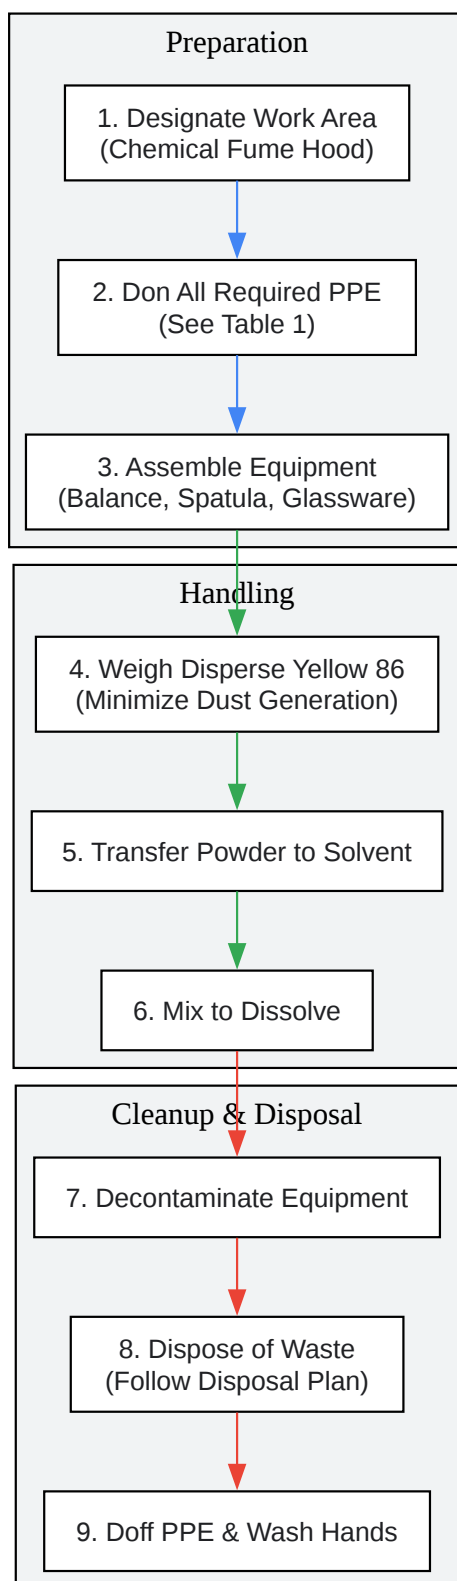 Preparation
1. Designate Work Area
(Chemical Fume Hood)
2. Don All Required PPE
(See Table 1)
3. Assemble Equipment
(Balance, Spatula, Glassware)
Handling
4. Weigh Disperse Yellow 86
(Minimize Dust Generation)
5. Transfer Powder to Solvent
6. Mix to Dissolve
Cleanup & Disposal
7. Decontaminate Equipment
8. Dispose of Waste
(Follow Disposal Plan)
9. Doff PPE & Wash Hands